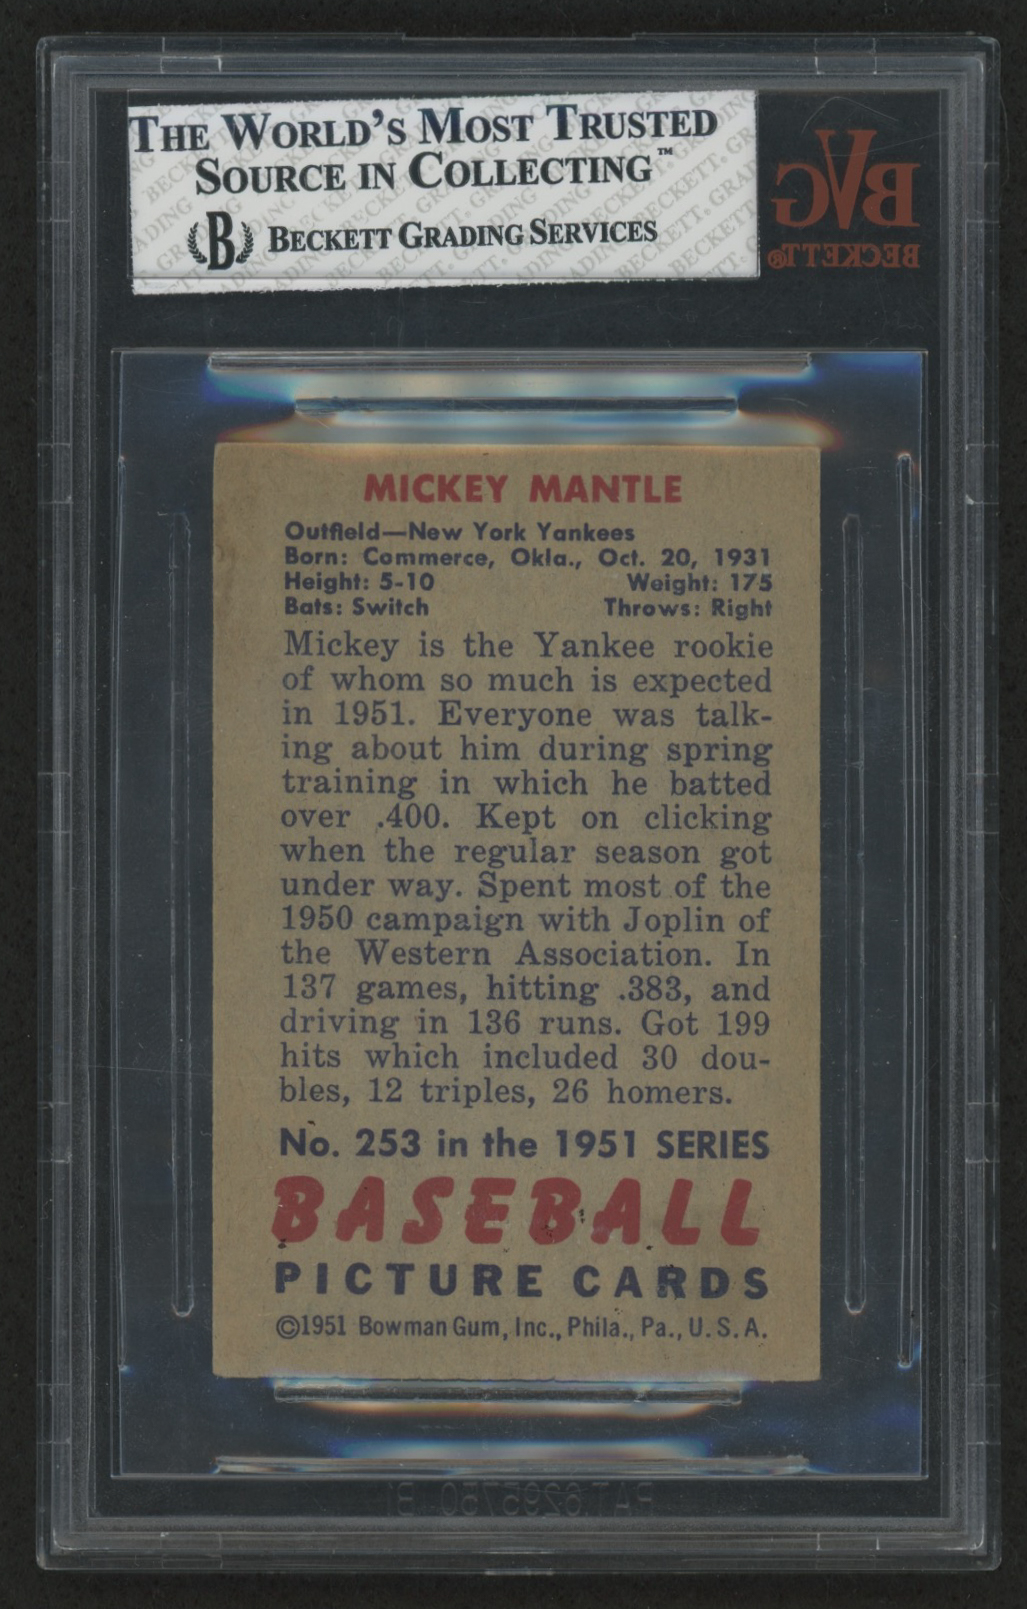 THE WORLD'S MOST TRUSTED
SOURCE IN COLLECTING™
B BECKETT GRADING SERVICES
BVG
BECKETT®
MICKEY MANTLE
Outfield—New York Yankees
Born: Commerce, Okla., Oct. 20, 1931
Height: 5-10 Weight: 175
Bats: Switch Throws: Right
Mickey is the Yankee rookie
of whom so much is expected
in 1951. Everyone was talk-
ing about him during spring
training in which he batted
over .400. Kept on clicking
when the regular season got
under way. Spent most of the
1950 campaign with Joplin of
the Western Association. In
137 games, hitting .383, and
driving in 136 runs. Got 199
hits which included 30 dou-
bles, 12 triples, 26 homers.
No. 253 in the 1951 SERIES
BASEBALL
PICTURE CARDS
©1951 Bowman Gum, Inc., Phila., Pa., U.S.A.
PAT. 6295750 B1